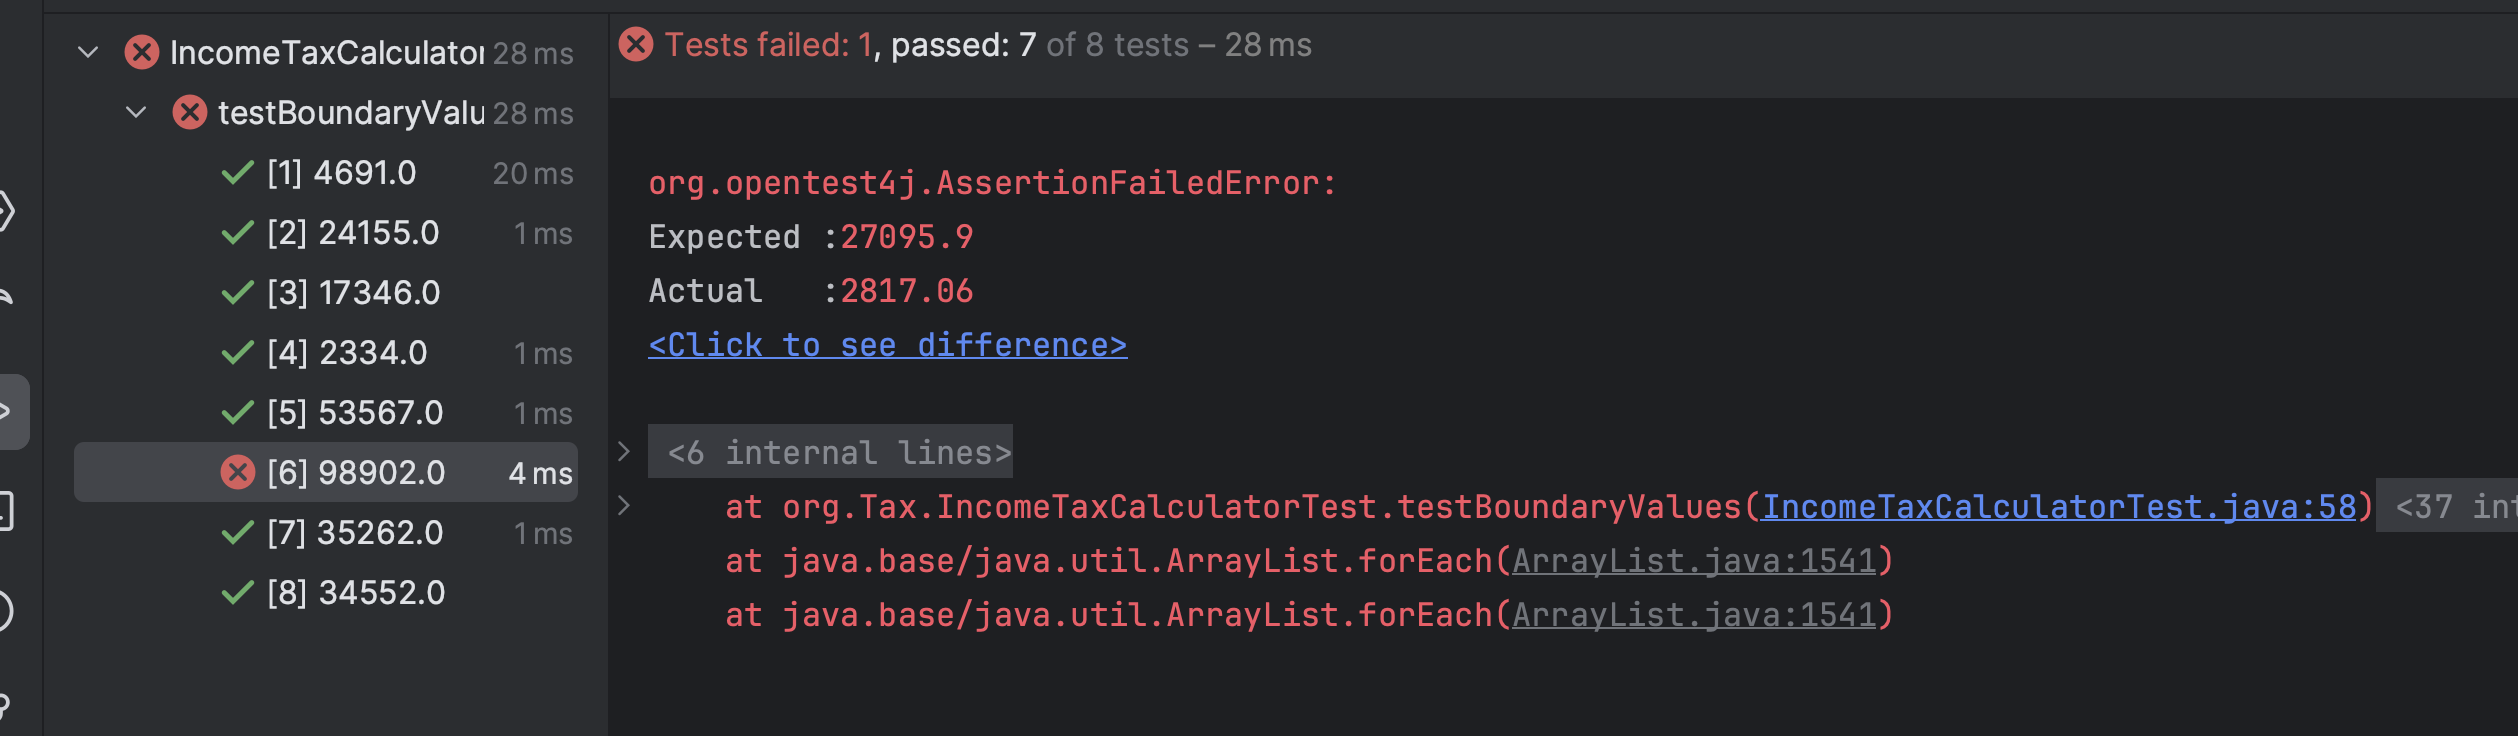 IncomeTaxCalculator 28 ms
testBoundaryValu 28 ms
[1] 4691.0 20 ms
[2] 24155.0 1 ms
[3] 17346.0
[4] 2334.0 1 ms
[5] 53567.0 1 ms
[6] 98902.0 4 ms
[7] 35262.0 1 ms
[8] 34552.0
Tests failed: 1, passed: 7 of 8 tests – 28 ms
org.opentest4j.AssertionFailedError:
Expected :27095.9
Actual   :2817.06
<Click to see difference>
<6 internal lines>
at org.Tax.IncomeTaxCalculatorTest.testBoundaryValues(IncomeTaxCalculatorTest.java:58) <37 int
at java.base/java.util.ArrayList.forEach(ArrayList.java:1541)
at java.base/java.util.ArrayList.forEach(ArrayList.java:1541)